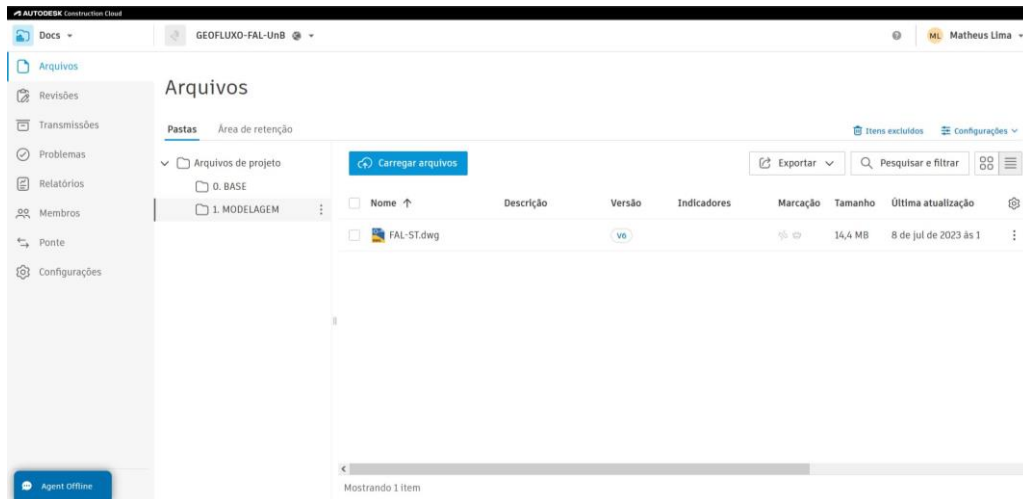 AUTODESK Construction Cloud
Docs
GEOFLUXO-FAL-UnB
ML Matheus Lima
Arquivos
Revisões
Transmissões
Problemas
Relatórios
Membros
Ponte
Configurações
Agent Offline
Arquivos
Pastas Área de retenção
Itens excluídos Configurações
Arquivos de projeto
0. BASE
1. MODELAGEM
Carregar arquivos Exportar Pesquisar e filtrar
Nome Descrição Versão Indicadores Marcação Tamanho Última atualização
FAL-ST.dwg V6 14,4 MB 8 de jul de 2023 às 1
Mostrando 1 item